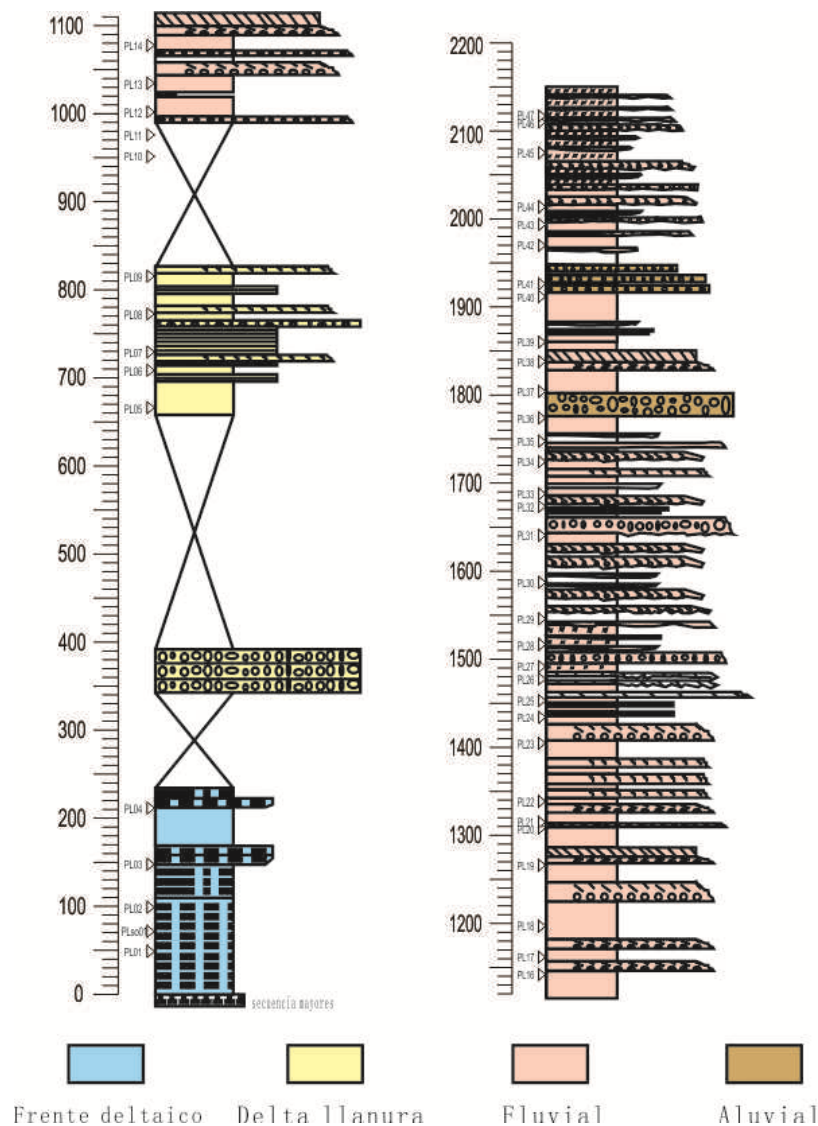 1100
PL14
PL13
1000
PL12
PL11
PL10
900
PL09
800
PL08
PL07
PL06
700
PL05
600
500
400
300
PL04
200
PL03
PL02
100
PLso01
PL01
0
secuencia mayores
2200
PL47
2100
PL46
PL45
PL44
2000
PL43
PL42
PL41
PL40
1900
PL39
PL38
1800
PL37
PL36
PL35
PL34
1700
PL33
PL32
PL31
1600
PL30
PL29
PL28
1500
PL27
PL26
PL25
PL24
PL23
1400
PL22
PL21
1300
PL20
PL19
1200
PL18
PL17
PL16
Frente deltaico Delta llanura Fluvial Aluvial